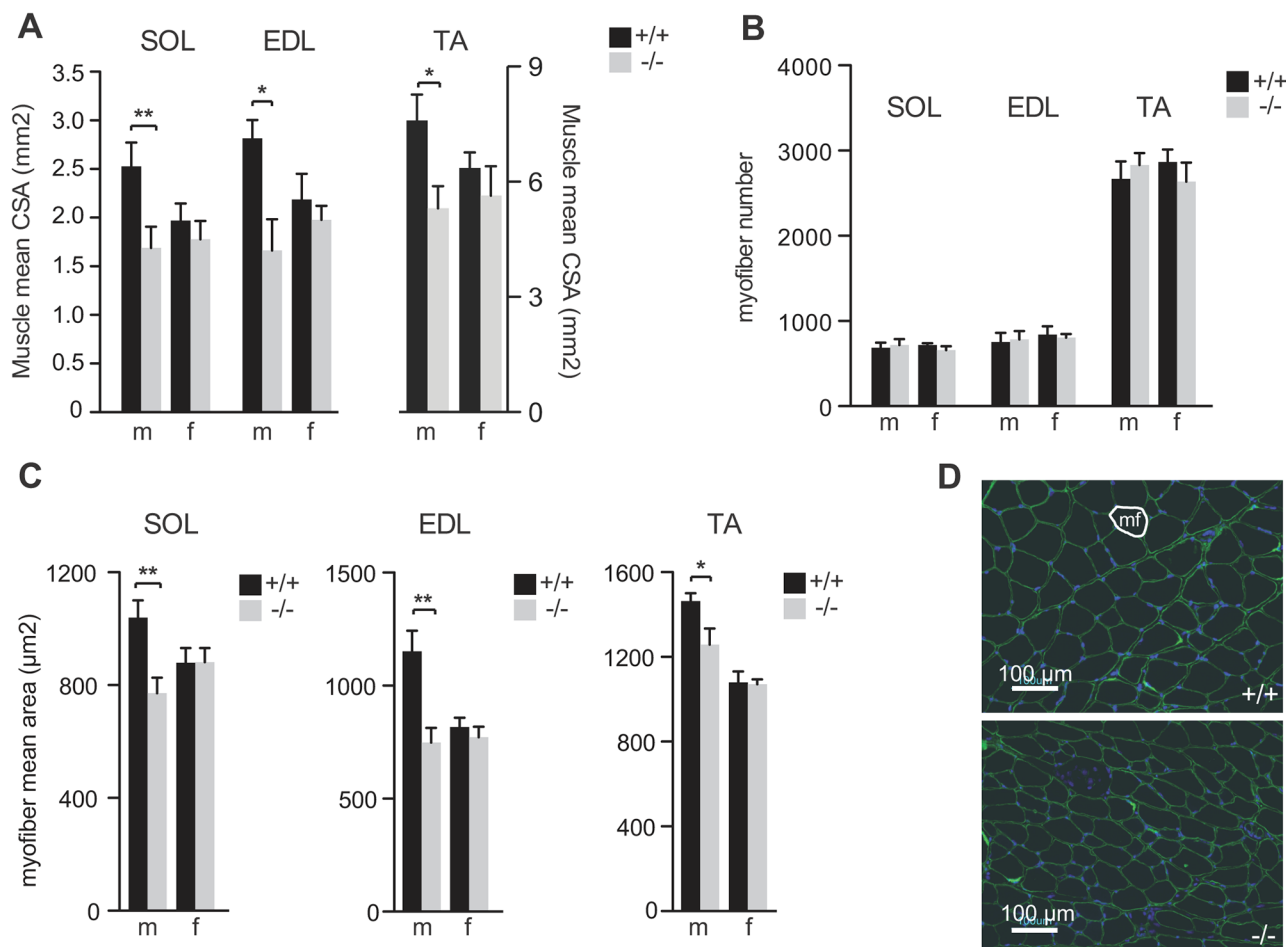 A
SOL EDL TA
+/+
-/-
Muscle mean CSA (mm2)
3.5
3.0
2.5
2.0
1.5
1.0
0.5
0
** * *
m f m f m f
9
6
3
0
Muscle mean CSA (mm2)
B
+/+
-/-
SOL EDL TA
myofiber number
4000
3000
2000
1000
0
m f m f m f
C
SOL
myofiber mean area (µm2)
1200
800
400
0
**
+/+
-/-
m f
EDL
1500
1000
500
0
**
+/+
-/-
m f
TA
1600
1200
800
400
0
*
+/+
-/-
m f
D
mf
100 µm
100um
+/+
100 µm
100um
-/-